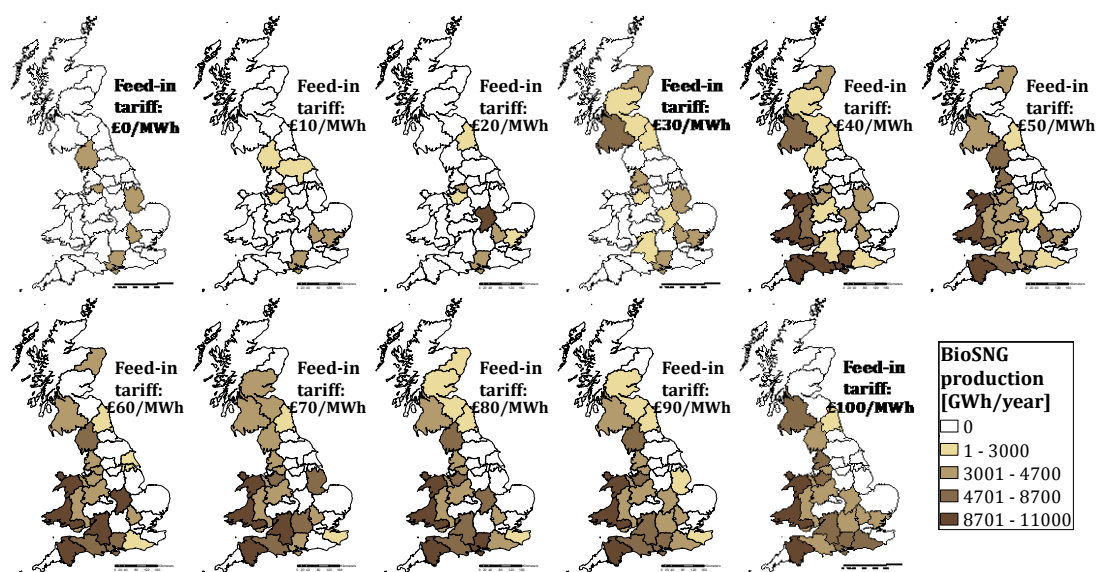 Feed-in
tariff:
£0/MWh
Feed-in
tariff:
£10/MWh
Feed-in
tariff:
£20/MWh
Feed-in
tariff:
£30/MWh
Feed-in
tariff:
£40/MWh
Feed-in
tariff:
£50/MWh
Feed-in
tariff:
£60/MWh
Feed-in
tariff:
£70/MWh
Feed-in
tariff:
£80/MWh
Feed-in
tariff:
£90/MWh
Feed-in
tariff:
£100/MWh
BioSNG
production
[GWh/year]
0
1 - 3000
3001 - 4700
4701 - 8700
8701 - 11000